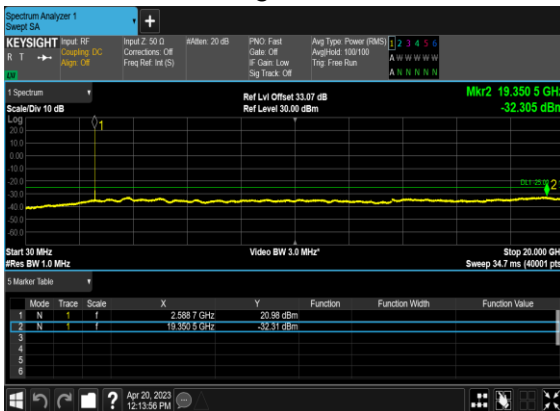 Spectrum Analyzer 1
Swept SA
KEYSIGHT Input: RF Input Z: 50 Ω #Atten: 20 dB PNO: Fast Avg Type: Power (RMS) 1 2 3 4 5 6
R T Coupling: DC Corrections: Off Gate: Off Avg|Hold: 100/100 A W W W W W
Align: Off Freq Ref: Int (S) IF Gain: Low Trig: Free Run
Sig Track: Off A N N N N N
LV
1 Spectrum Ref Lvl Offset 33.07 dB Mkr2 19.350 5 GHz
Scale/Div 10 dB Ref Level 30.00 dBm -32.305 dBm
Log
20.0
10.0
0.00
-10.0
-20.0
-30.0
-40.0
-50.0
-60.0
1
2
Start 30 MHz Video BW 3.0 MHz* Stop 20.000 GH
#Res BW 1.0 MHz Sweep 34.7 ms (40001 pts
5 Marker Table
Mode Trace Scale X Y Function Function Width Function Value
1 N 1 f 2.588 7 GHz 20.98 dBm
2 N 1 f 19.350 5 GHz -32.31 dBm
3
4
5
6
? Apr 20, 2023
12:13:56 PM